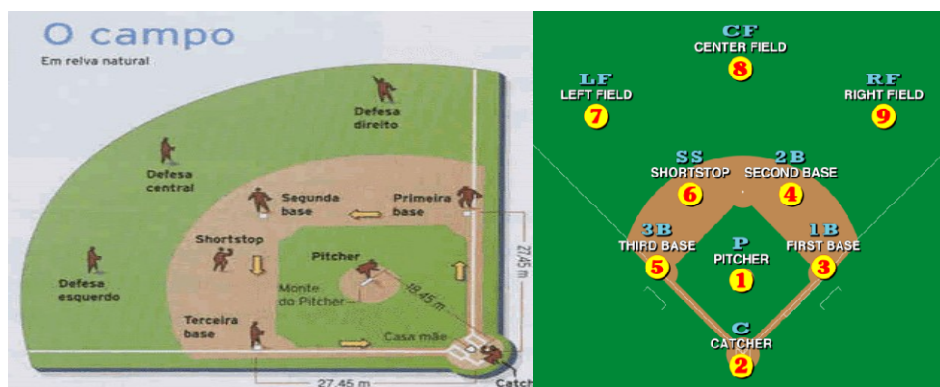 O campo
Em relva natural
Defesa
direito
Defesa
central
Segunda
base
Primeira
base
Shortstop
Pitcher
Defesa
esquerdo
Monte
do Pitcher
18.45 m
27.45 m
Terceira
base
Casa mãe
Catch
27.45 m
CF
CENTER FIELD
8
LF
LEFT FIELD
7
RF
RIGHT FIELD
9
SS
SHORTSTOP
6
2B
SECOND BASE
4
3B
THIRD BASE
5
P
PITCHER
1
1B
FIRST BASE
3
C
CATCHER
2